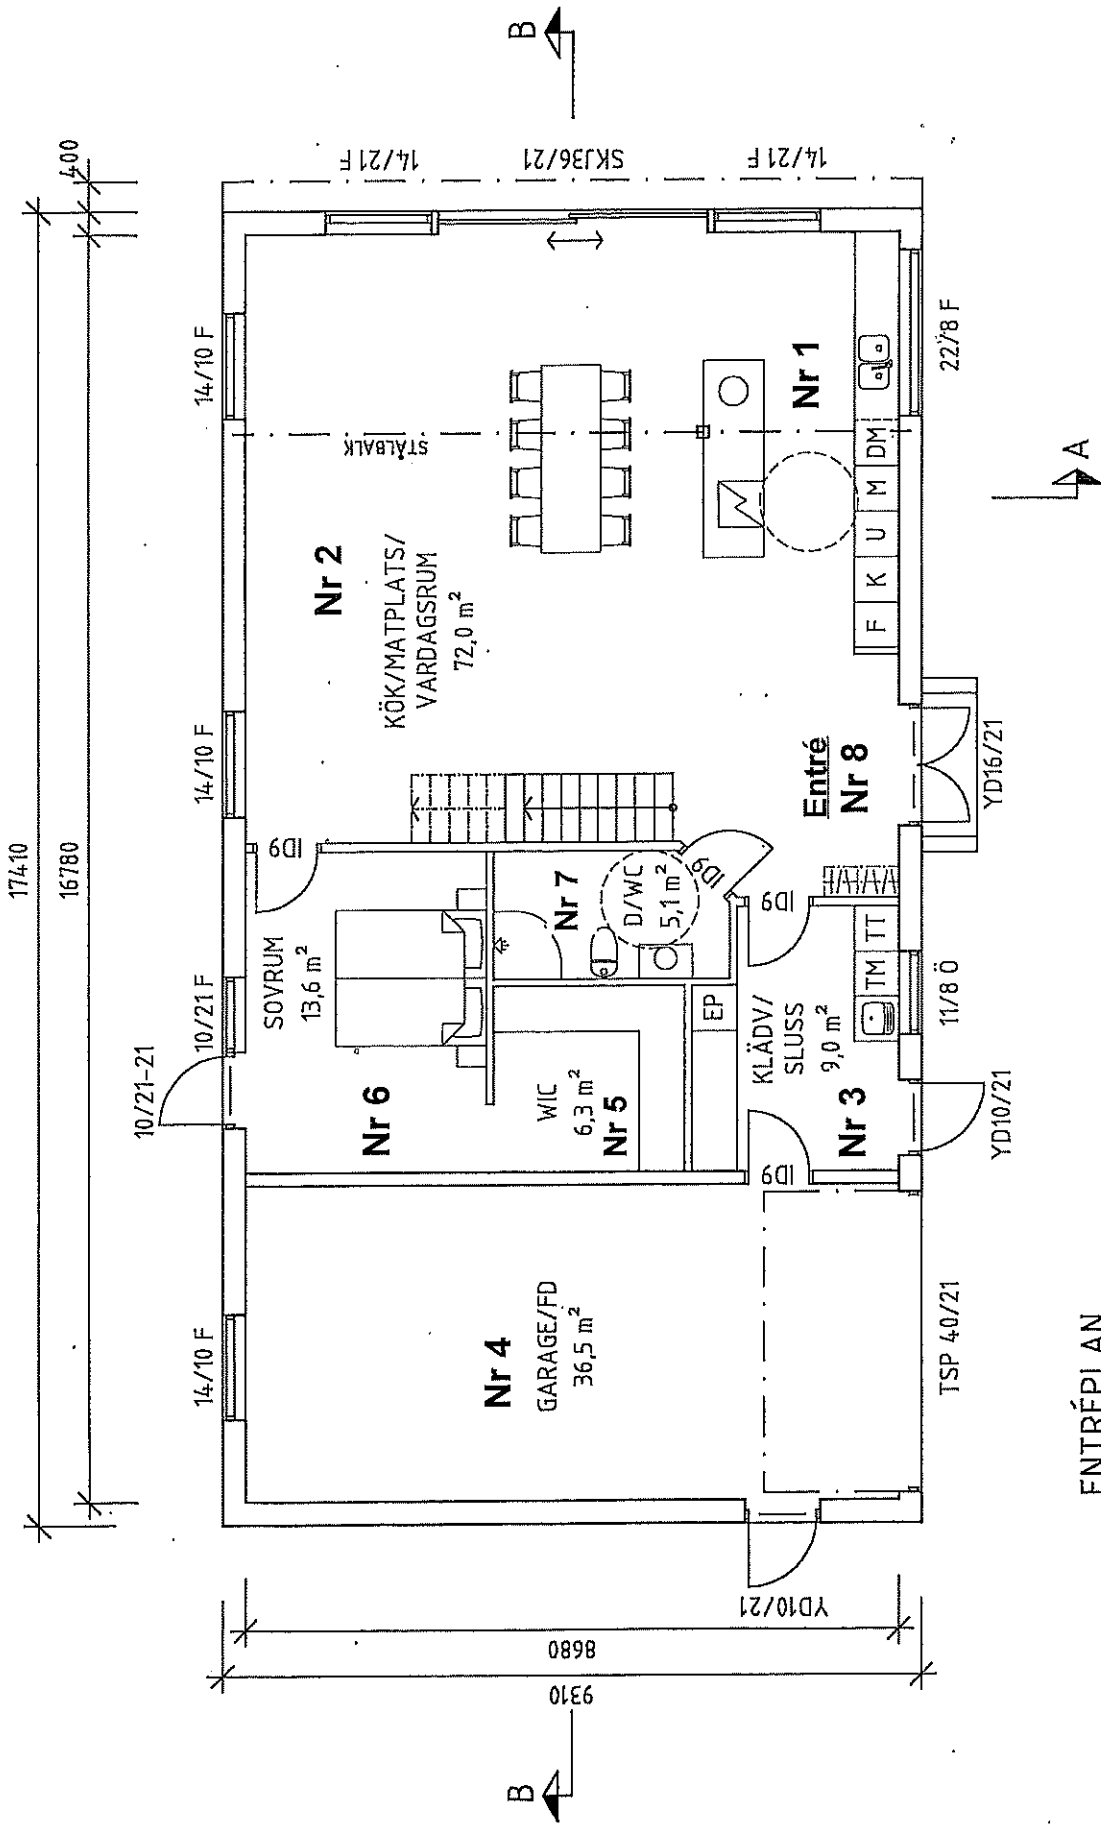 17410
16780
400
10/21-21
14/10 F
10/21 F
14/10 F
14/10 F
ID9
SOVRUM
13,6 m²
Nr 6
Nr 2
KÖK/MATPLATS/
VARDAGSRUM
72,0 m²
STÅLBALK
14/21 F
SKJ36/21
14/21 F
B
B
Nr 4
GARAGE/FD
36,5 m²
WIC
6,3 m²
Nr 5
Nr 7
D/WC
5,1 m²
ID9
EP
ID9
ID9
KLÄDV/
SLUSS
9,0 m²
Nr 3
TM
TT
Entré
Nr 8
Nr 1
F
K
U
M
DM
9310
8680
YD10/21
TSP 40/21
YD10/21
11/8 Ö
YD16/21
22/8 F
A
ENTRÉPLAN